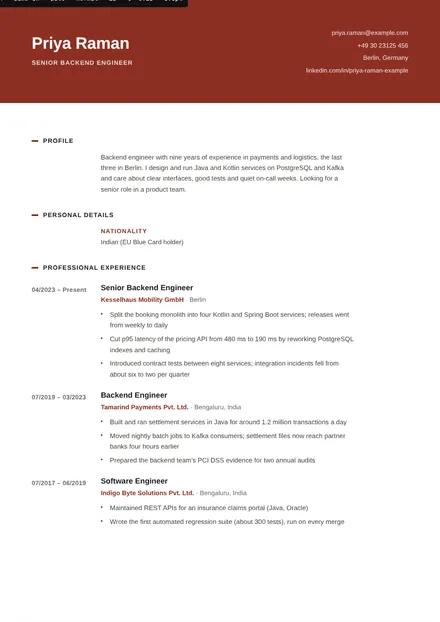 Priya Raman
SENIOR BACKEND ENGINEER
priya.raman@example.com
+49 30 23125 456
Berlin, Germany
linkedin.com/in/priya-raman-example
PROFILE
Backend engineer with nine years of experience in payments and logistics, the last
three in Berlin. I design and run Java and Kotlin services on PostgreSQL and Kafka
and care about clear interfaces, good tests and quiet on-call weeks. Looking for a
senior role in a product team.
PERSONAL DETAILS
NATIONALITY
Indian (EU Blue Card holder)
PROFESSIONAL EXPERIENCE
04/2023 – Present
Senior Backend Engineer
Kesselhaus Mobility GmbH · Berlin
• Split the booking monolith into four Kotlin and Spring Boot services; releases went
from weekly to daily
• Cut p95 latency of the pricing API from 480 ms to 190 ms by reworking PostgreSQL
indexes and caching
• Introduced contract tests between eight services; integration incidents fell from
about six to two per quarter
07/2019 – 03/2023
Backend Engineer
Tamarind Payments Pvt. Ltd. · Bengaluru, India
• Built and ran settlement services in Java for around 1.2 million transactions a day
• Moved nightly batch jobs to Kafka consumers; settlement files now reach partner
banks four hours earlier
• Prepared the backend team's PCI DSS evidence for two annual audits
07/2017 – 06/2019
Software Engineer
Indigo Byte Solutions Pvt. Ltd. · Bengaluru, India
• Maintained REST APIs for an insurance claims portal (Java, Oracle)
• Wrote the first automated regression suite (about 300 tests), run on every merge